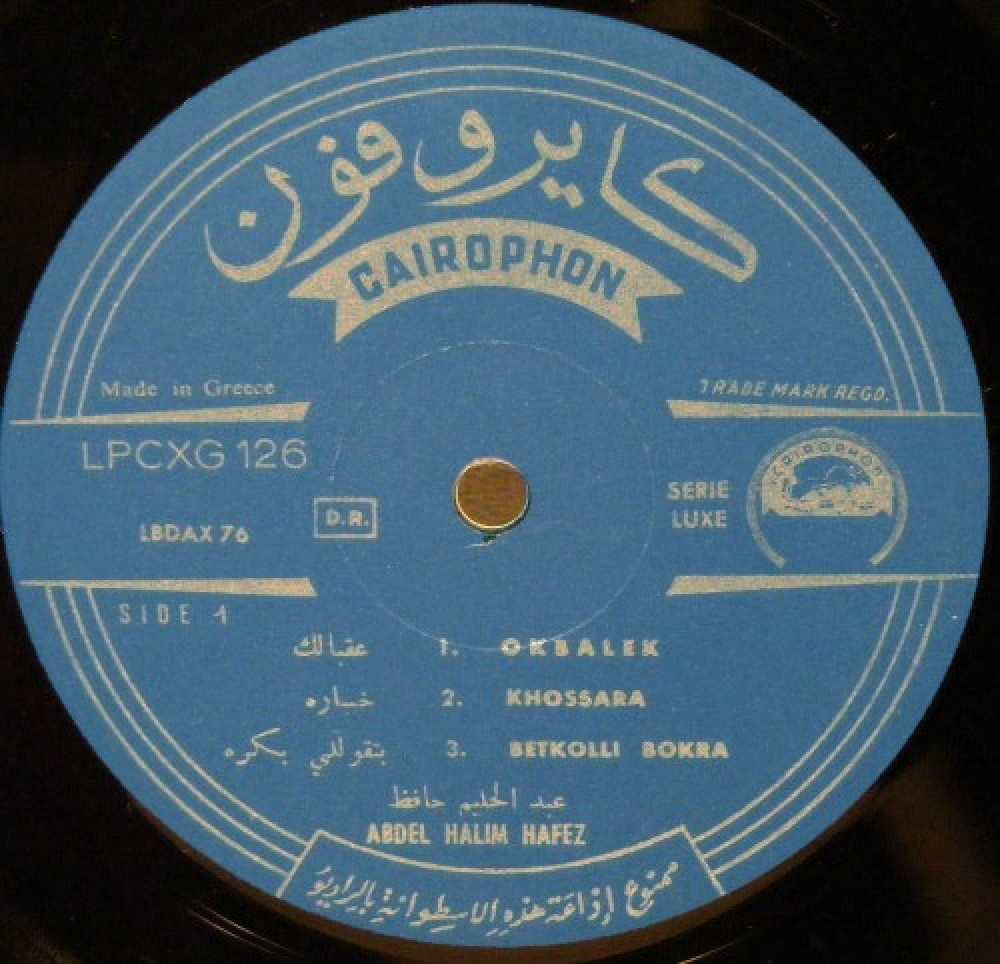 كايروفون
CAIROPHON
Made in Greece
TRADE MARK REGD.
LPCXG 126
LBDAX 76
D.R.
SERIE
LUXE
CAIROPHON
SIDE 1
عقبالك 1. OKBALEK
خساره 2. KHOSSARA
بتقوللي بكره 3. BETKOLLI BOKRA
عبد الحليم حافظ
ABDEL HALIM HAFEZ
ممنوع إذاعة هذه الاسطوانة بالراديو